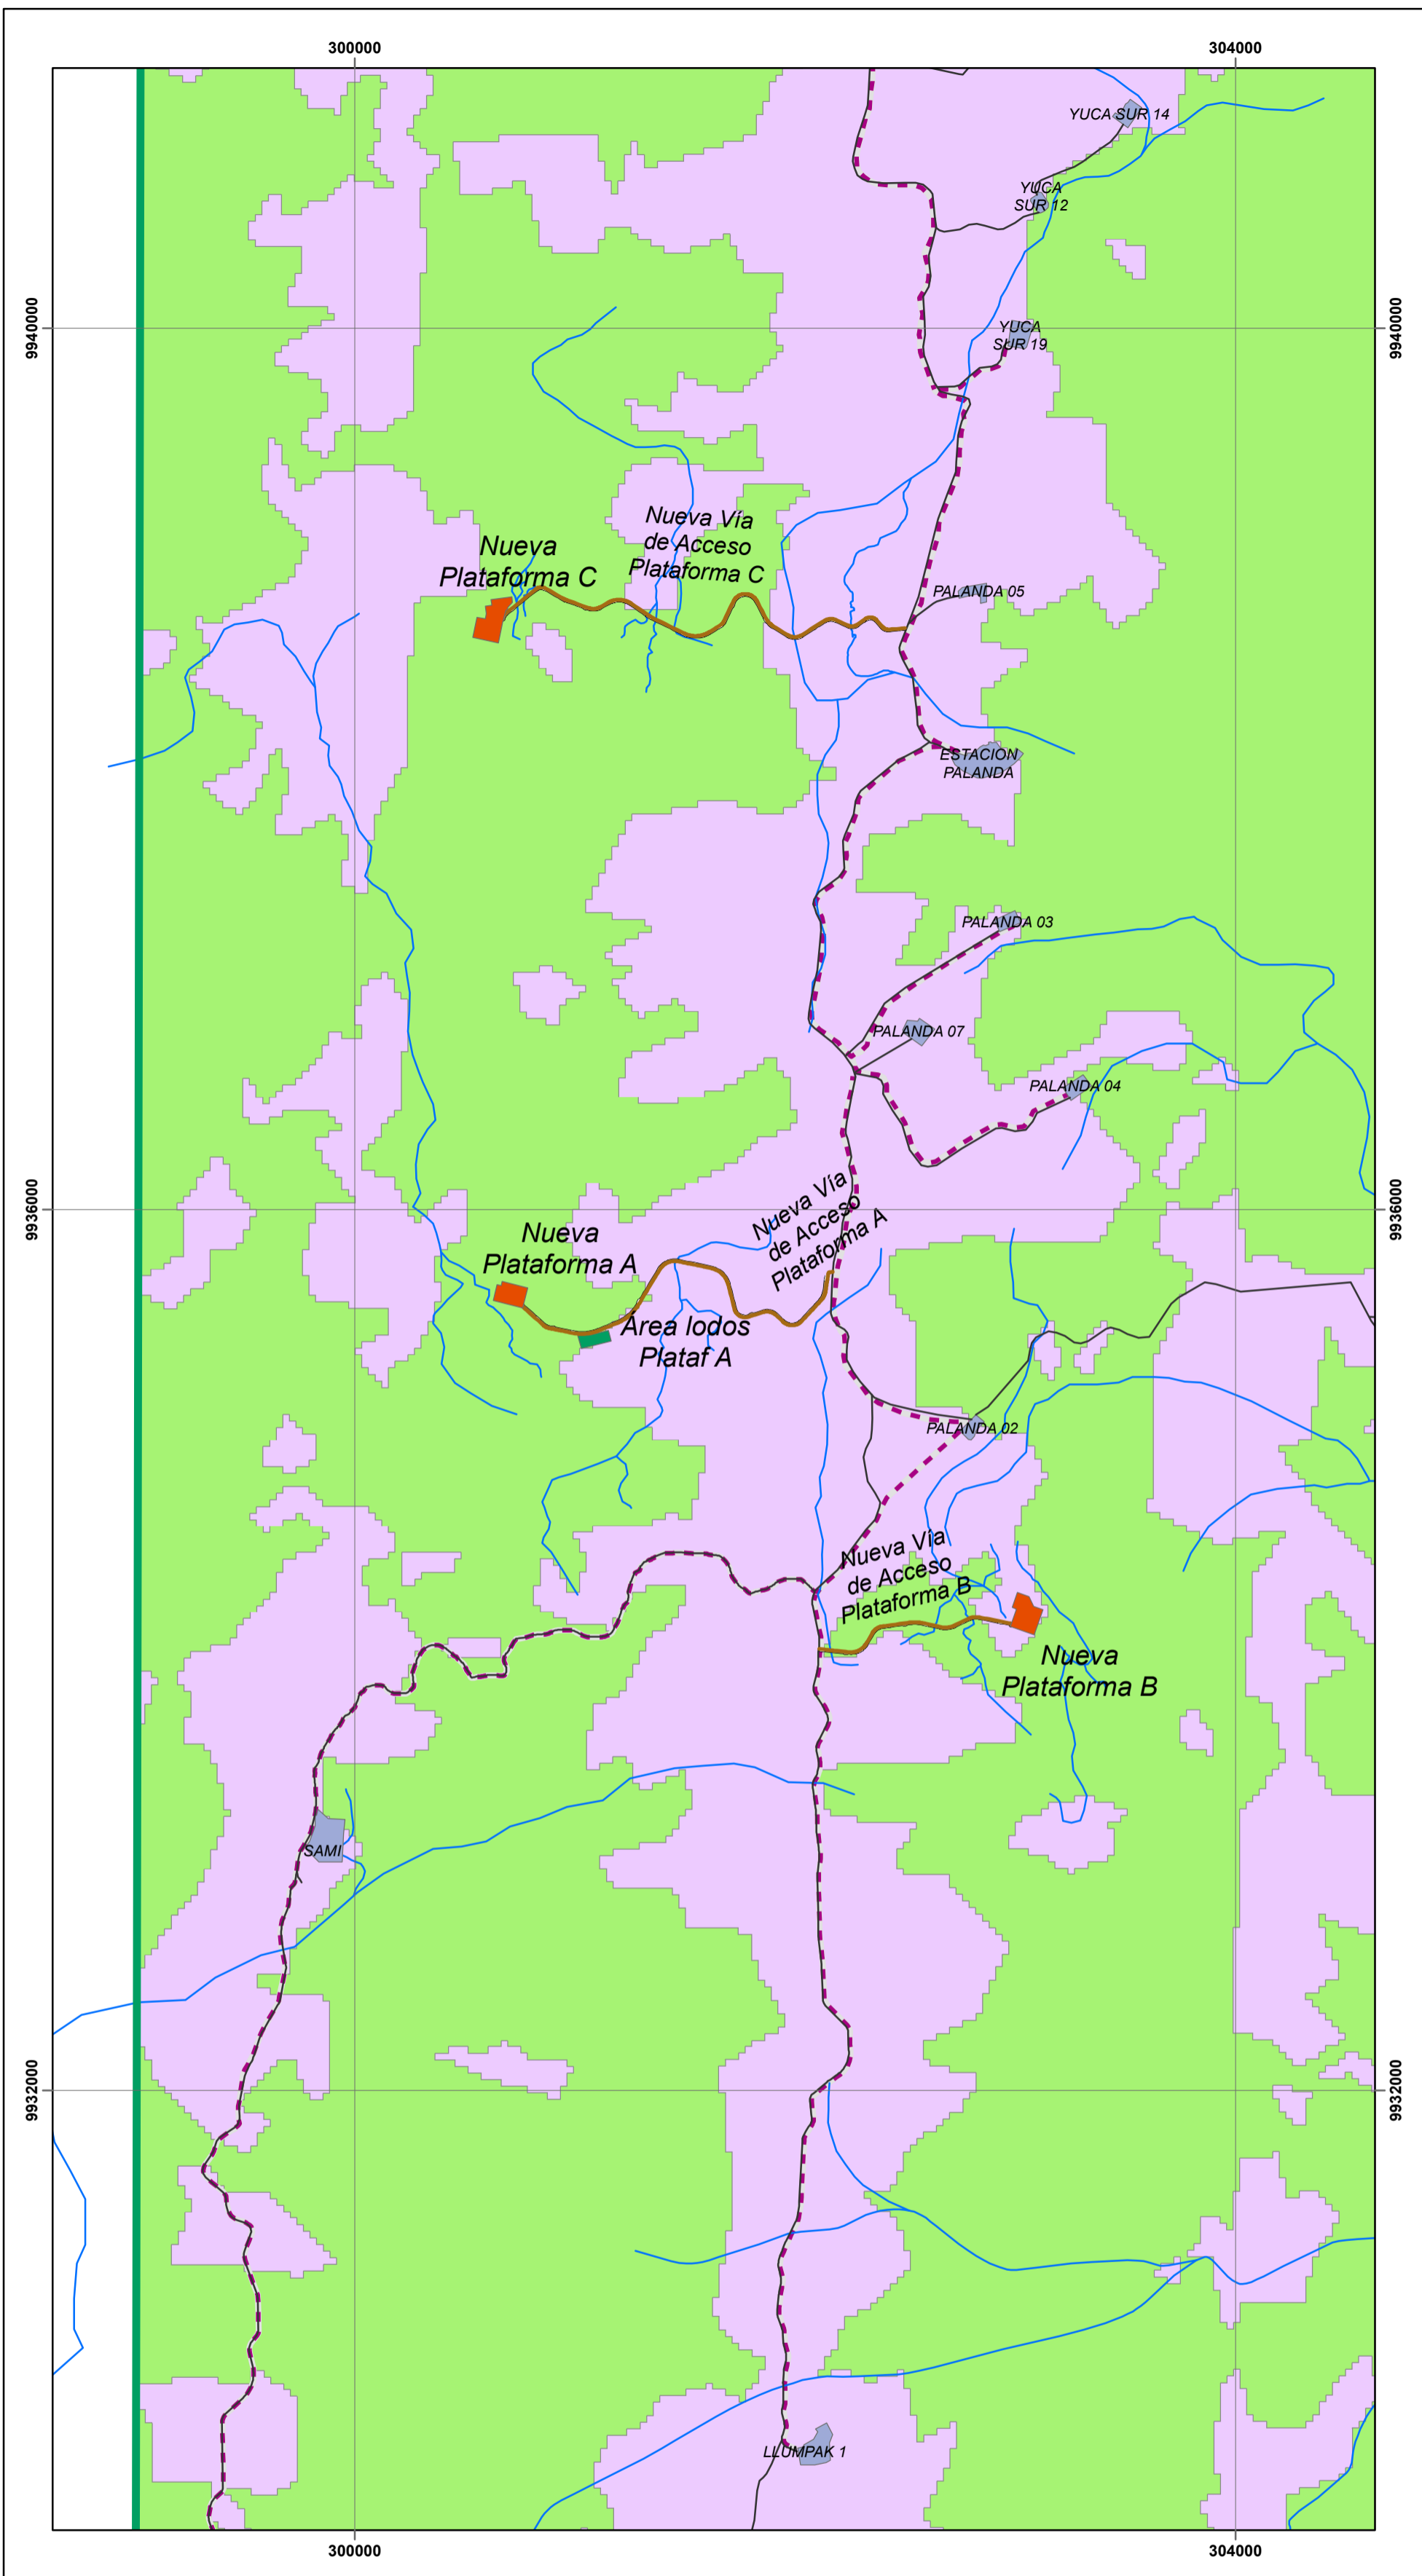 300000
304000
YUCA SUR 14
YUCA
SUR 12
9940000
9940000
YUCA
SUR 19
Nueva Vía
de Acceso
Plataforma C
Nueva
Plataforma C
PALANDA 05
ESTACION
PALANDA
PALANDA 03
PALANDA 07
PALANDA 04
9936000
9936000
Nueva Vía
de Acceso
Plataforma A
Nueva
Plataforma A
Área lodos
Plataf A
PALANDA 02
Nueva Vía
de Acceso
Plataforma B
Nueva
Plataforma B
SAMI
9932000
9932000
LLUMPAK 1
300000
304000